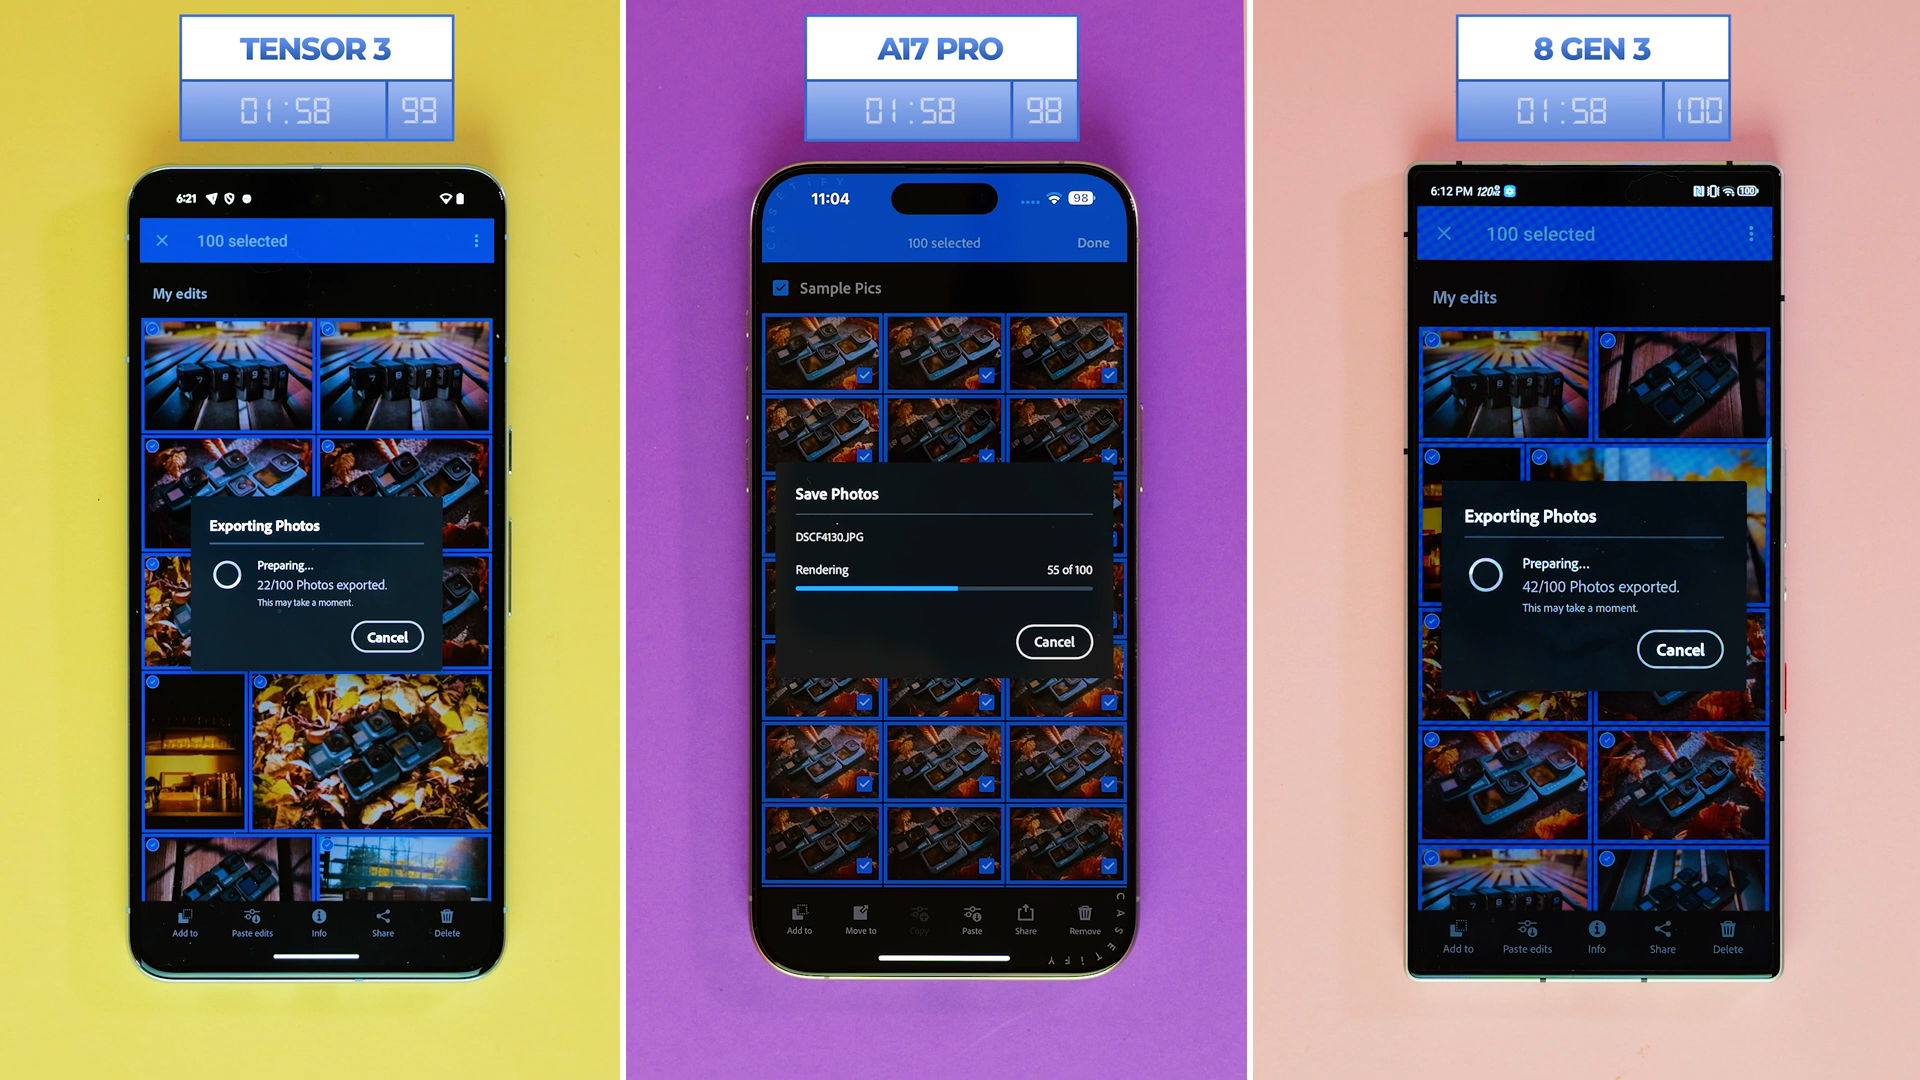 TENSOR 3
01:58 99
6:21
100 selected
My edits
Exporting Photos
Preparing...
22/100 Photos exported.
This may take a moment.
Cancel
Add to
Paste edits
Info
Share
Delete
A17 PRO
01:58 98
CASETiFY
11:04
98
100 selected
Done
Sample Pics
Save Photos
DSCF4130.JPG
Rendering
55 of 100
Cancel
Add to
Move to
Copy
Paste
Share
Remove
CASETiFY
8 GEN 3
01:58 100
6:12 PM
100
100 selected
My edits
Exporting Photos
Preparing...
42/100 Photos exported.
This may take a moment.
Cancel
Add to
Paste edits
Info
Share
Delete